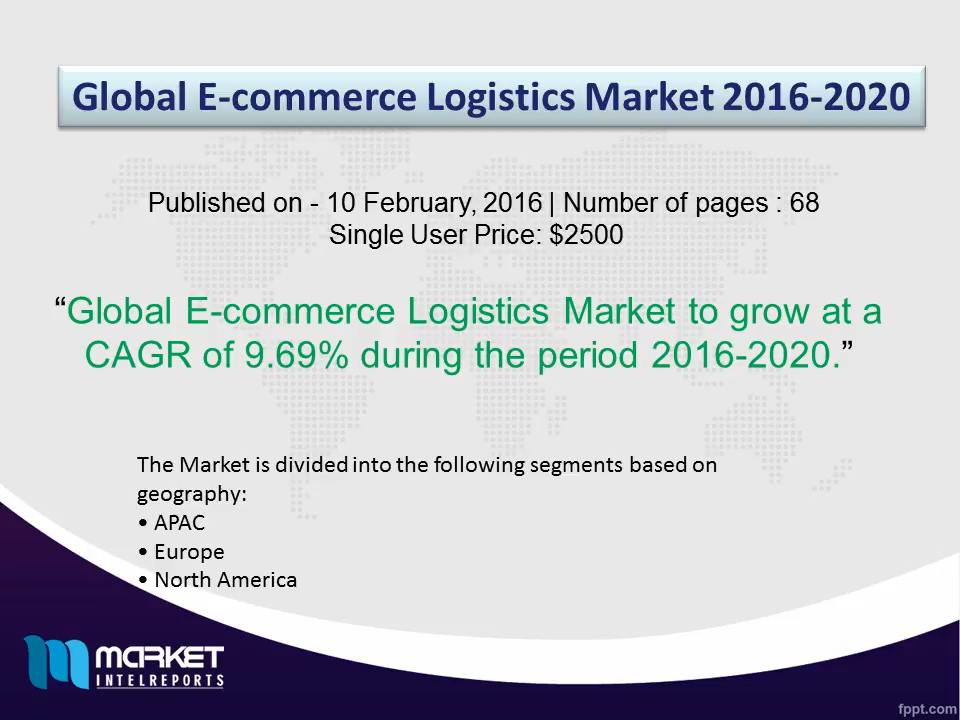 Global E-commerce Logistics Market 2016-2020
Published on - 10 February, 2016 | Number of pages : 68
Single User Price: $2500
“Global E-commerce Logistics Market to grow at a
CAGR of 9.69% during the period 2016-2020.”
The Market is divided into the following segments based on
geography:
• APAC
• Europe
• North America
MARKET
INTELREPORTS
fppt.com